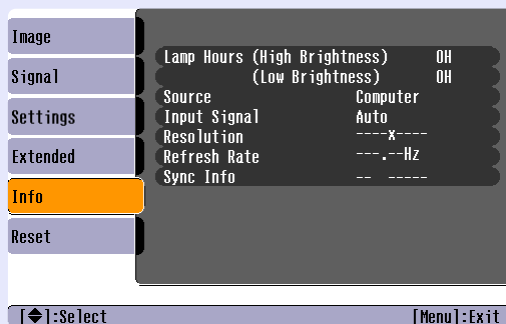 Image
Signal
Settings
Extended
Info
Reset
Lamp Hours (High Brightness) 0H
(Low Brightness) 0H
Source Computer
Input Signal Auto
Resolution ----x----
Refresh Rate ---.--Hz
Sync Info -- -----
[◆]:Select [Menu]:Exit